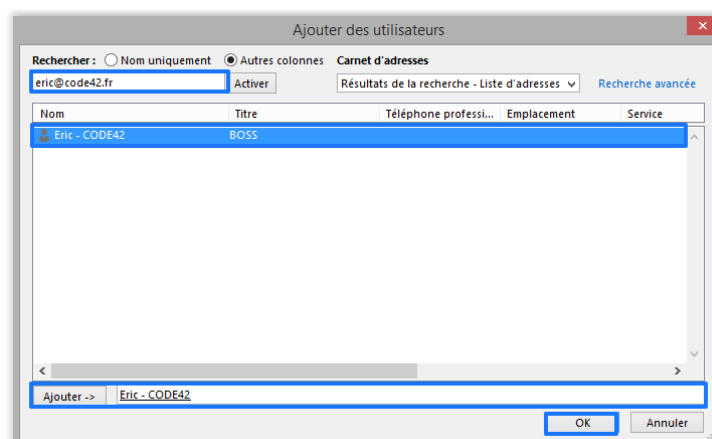 Ajouter des utilisateurs
Rechercher : Nom uniquement Autres colonnes Carnet d'adresses
eric@code42.fr Activer Résultats de la recherche - Liste d'adresses Recherche avancée
Nom Titre Téléphone professi... Emplacement Service
Eric - CODE42 BOSS
Ajouter -> Eric - CODE42
OK Annuler